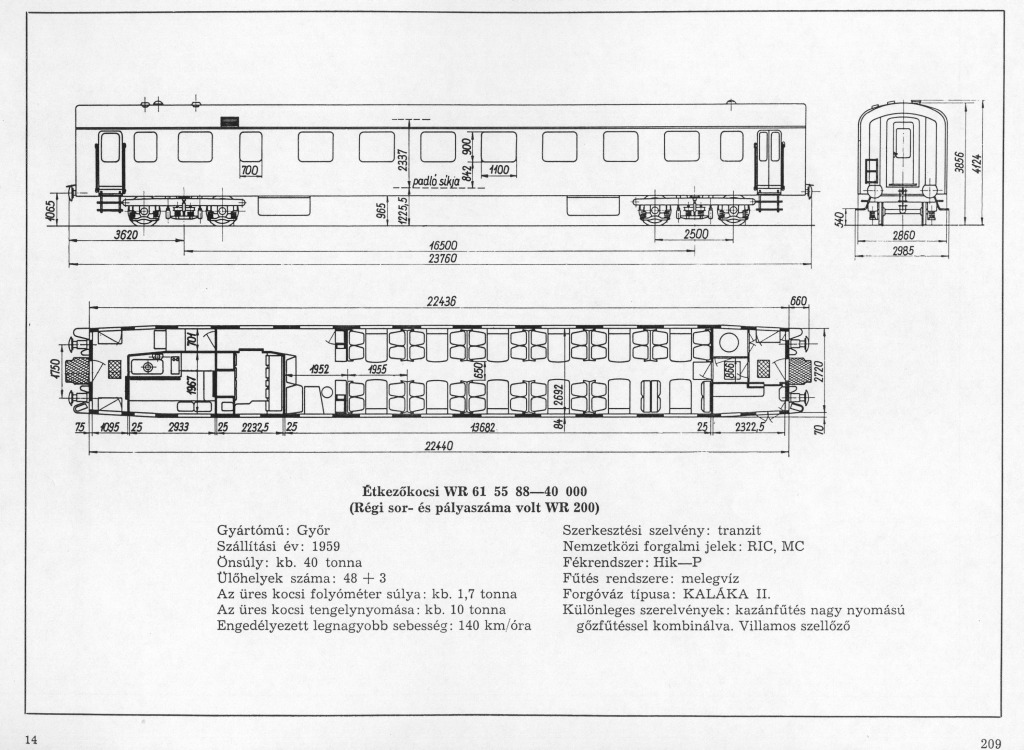 700
2337
900
842
1100
padló síkja
1065
965
1225,5
3620
2500
16500
23760
3856
4124
540
2860
2985
22436
660
1750
701
1967
1952
1955
650
2692
998
2720
75
1095
25
2933
25
2232,5
25
13682
84
25
2322,5
70
22440
Étkezőkocsi WR 61 55 88—40 000
(Régi sor- és pályaszáma volt WR 200)
Gyártómű: Győr
Szállítási év: 1959
Önsúly: kb. 40 tonna
Ülőhelyek száma: 48 + 3
Az üres kocsi folyóméter súlya: kb. 1,7 tonna
Az üres kocsi tengelynyomása: kb. 10 tonna
Engedélyezett legnagyobb sebesség: 140 km/óra
Szerkesztési szelvény: tranzit
Nemzetközi forgalmi jelek: RIC, MC
Fékrendszer: Hik—P
Fűtés rendszere: melegvíz
Forgóváz típusa: KALÁKA II.
Különleges szerelvények: kazánfűtés nagy nyomású
gőzfűtéssel kombinálva. Villamos szellőző
14
209